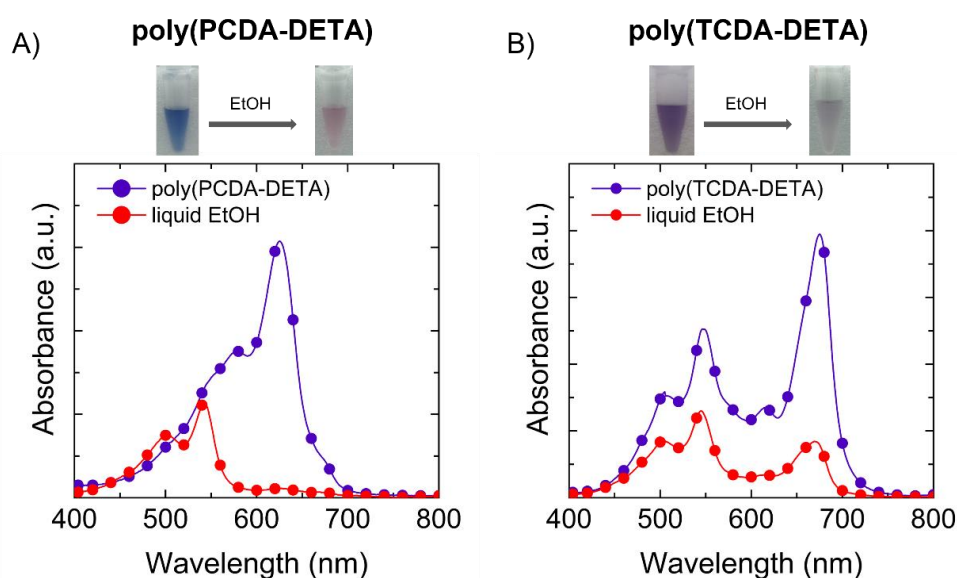 A)
poly(PCDA-DETA)
EtOH
poly(PCDA-DETA)
liquid EtOH
Absorbance (a.u.)
400 500 600 700 800
Wavelength (nm)
B)
poly(TCDA-DETA)
EtOH
poly(TCDA-DETA)
liquid EtOH
Absorbance (a.u.)
400 500 600 700 800
Wavelength (nm)